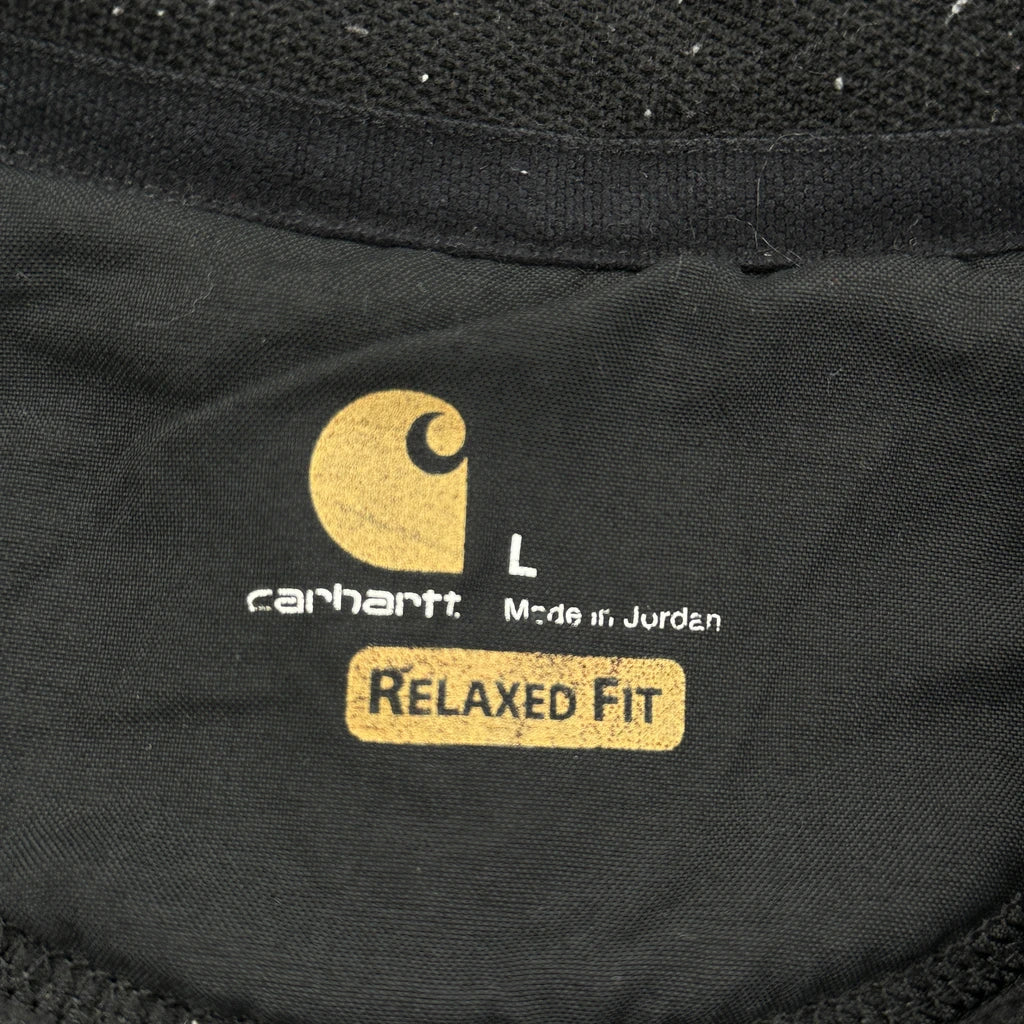 L
carhartt
Made in Jordan
RELAXED FIT